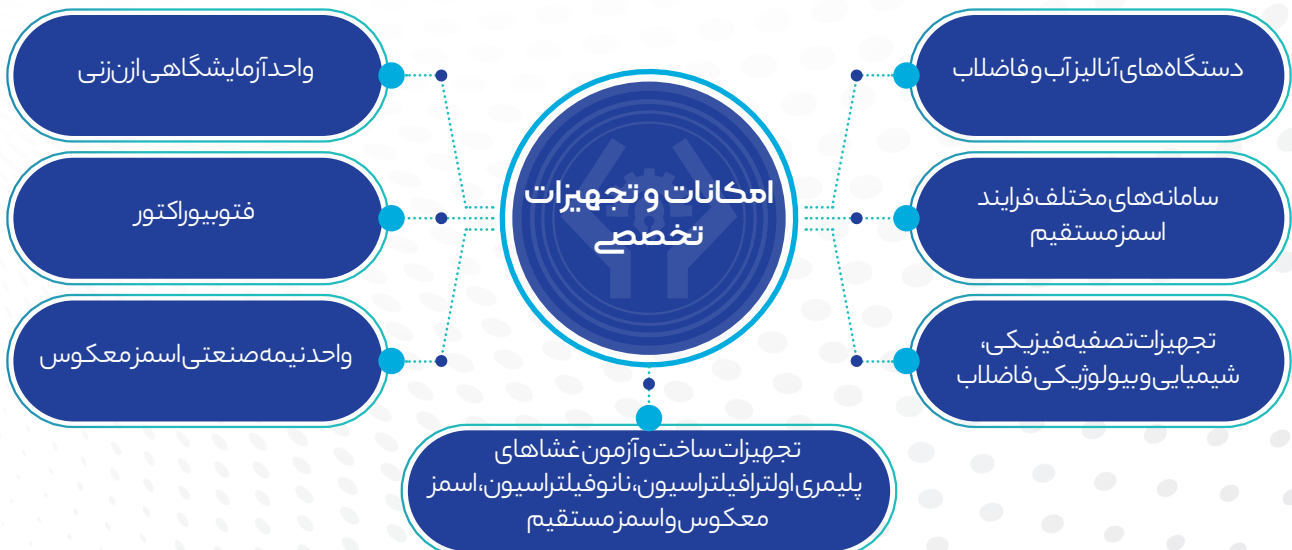 امکانات و تجهیزات
تخصصی
دستگاه‌های آنالیز آب و فاضلاب
سامانه‌های مختلف فرایند
اسمز مستقیم
تجهیزات تصفیه فیزیکی،
شیمیایی و بیولوژیکی فاضلاب
واحد آزمایشگاهی ازن‌زنی
فتوبیوراکتور
واحد نیمه صنعتی اسمز معکوس
تجهیزات ساخت و آزمون غشاهای
پلیمری اولترافیلتراسیون، نانوفیلتراسیون، اسمز
معکوس و اسمز مستقیم